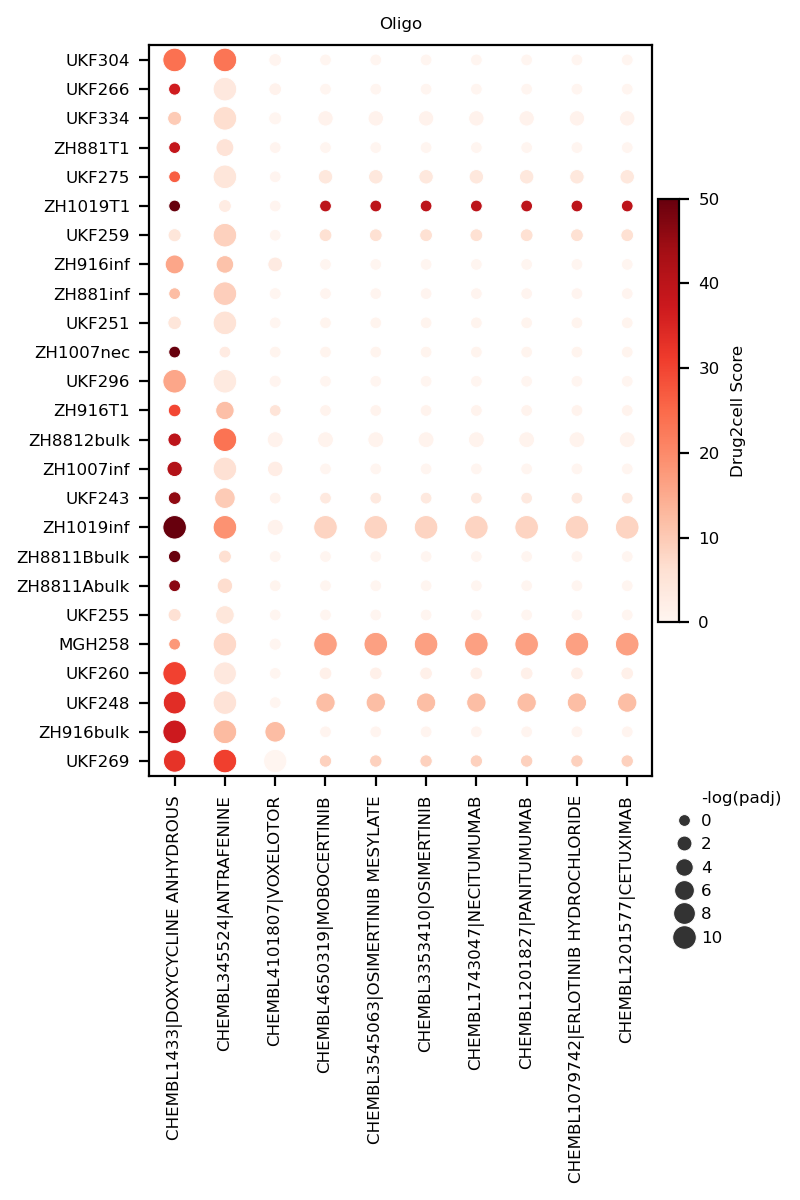 Oligo
UKF304
UKF266
UKF334
ZH881T1
UKF275
ZH1019T1
UKF259
ZH916inf
ZH881inf
UKF251
ZH1007nec
UKF296
ZH916T1
ZH8812bulk
ZH1007inf
UKF243
ZH1019inf
ZH8811Bbulk
ZH8811Abulk
UKF255
MGH258
UKF260
UKF248
ZH916bulk
UKF269
50
40
30
20
10
0
Drug2cell Score
CHEMBL1433|DOXYCYCLINE ANHYDROUS
CHEMBL345524|ANTRAFENINE
CHEMBL4101807|VOXELOTOR
CHEMBL4650319|MOBOCERTINIB
CHEMBL3545063|OSIMERTINIB MESYLATE
CHEMBL3353410|OSIMERTINIB
CHEMBL1743047|NECITUMUMAB
CHEMBL1201827|PANITUMUMAB
CHEMBL1079742|ERLOTINIB HYDROCHLORIDE
CHEMBL1201577|CETUXIMAB
-log(padj)
0
2
4
6
8
10